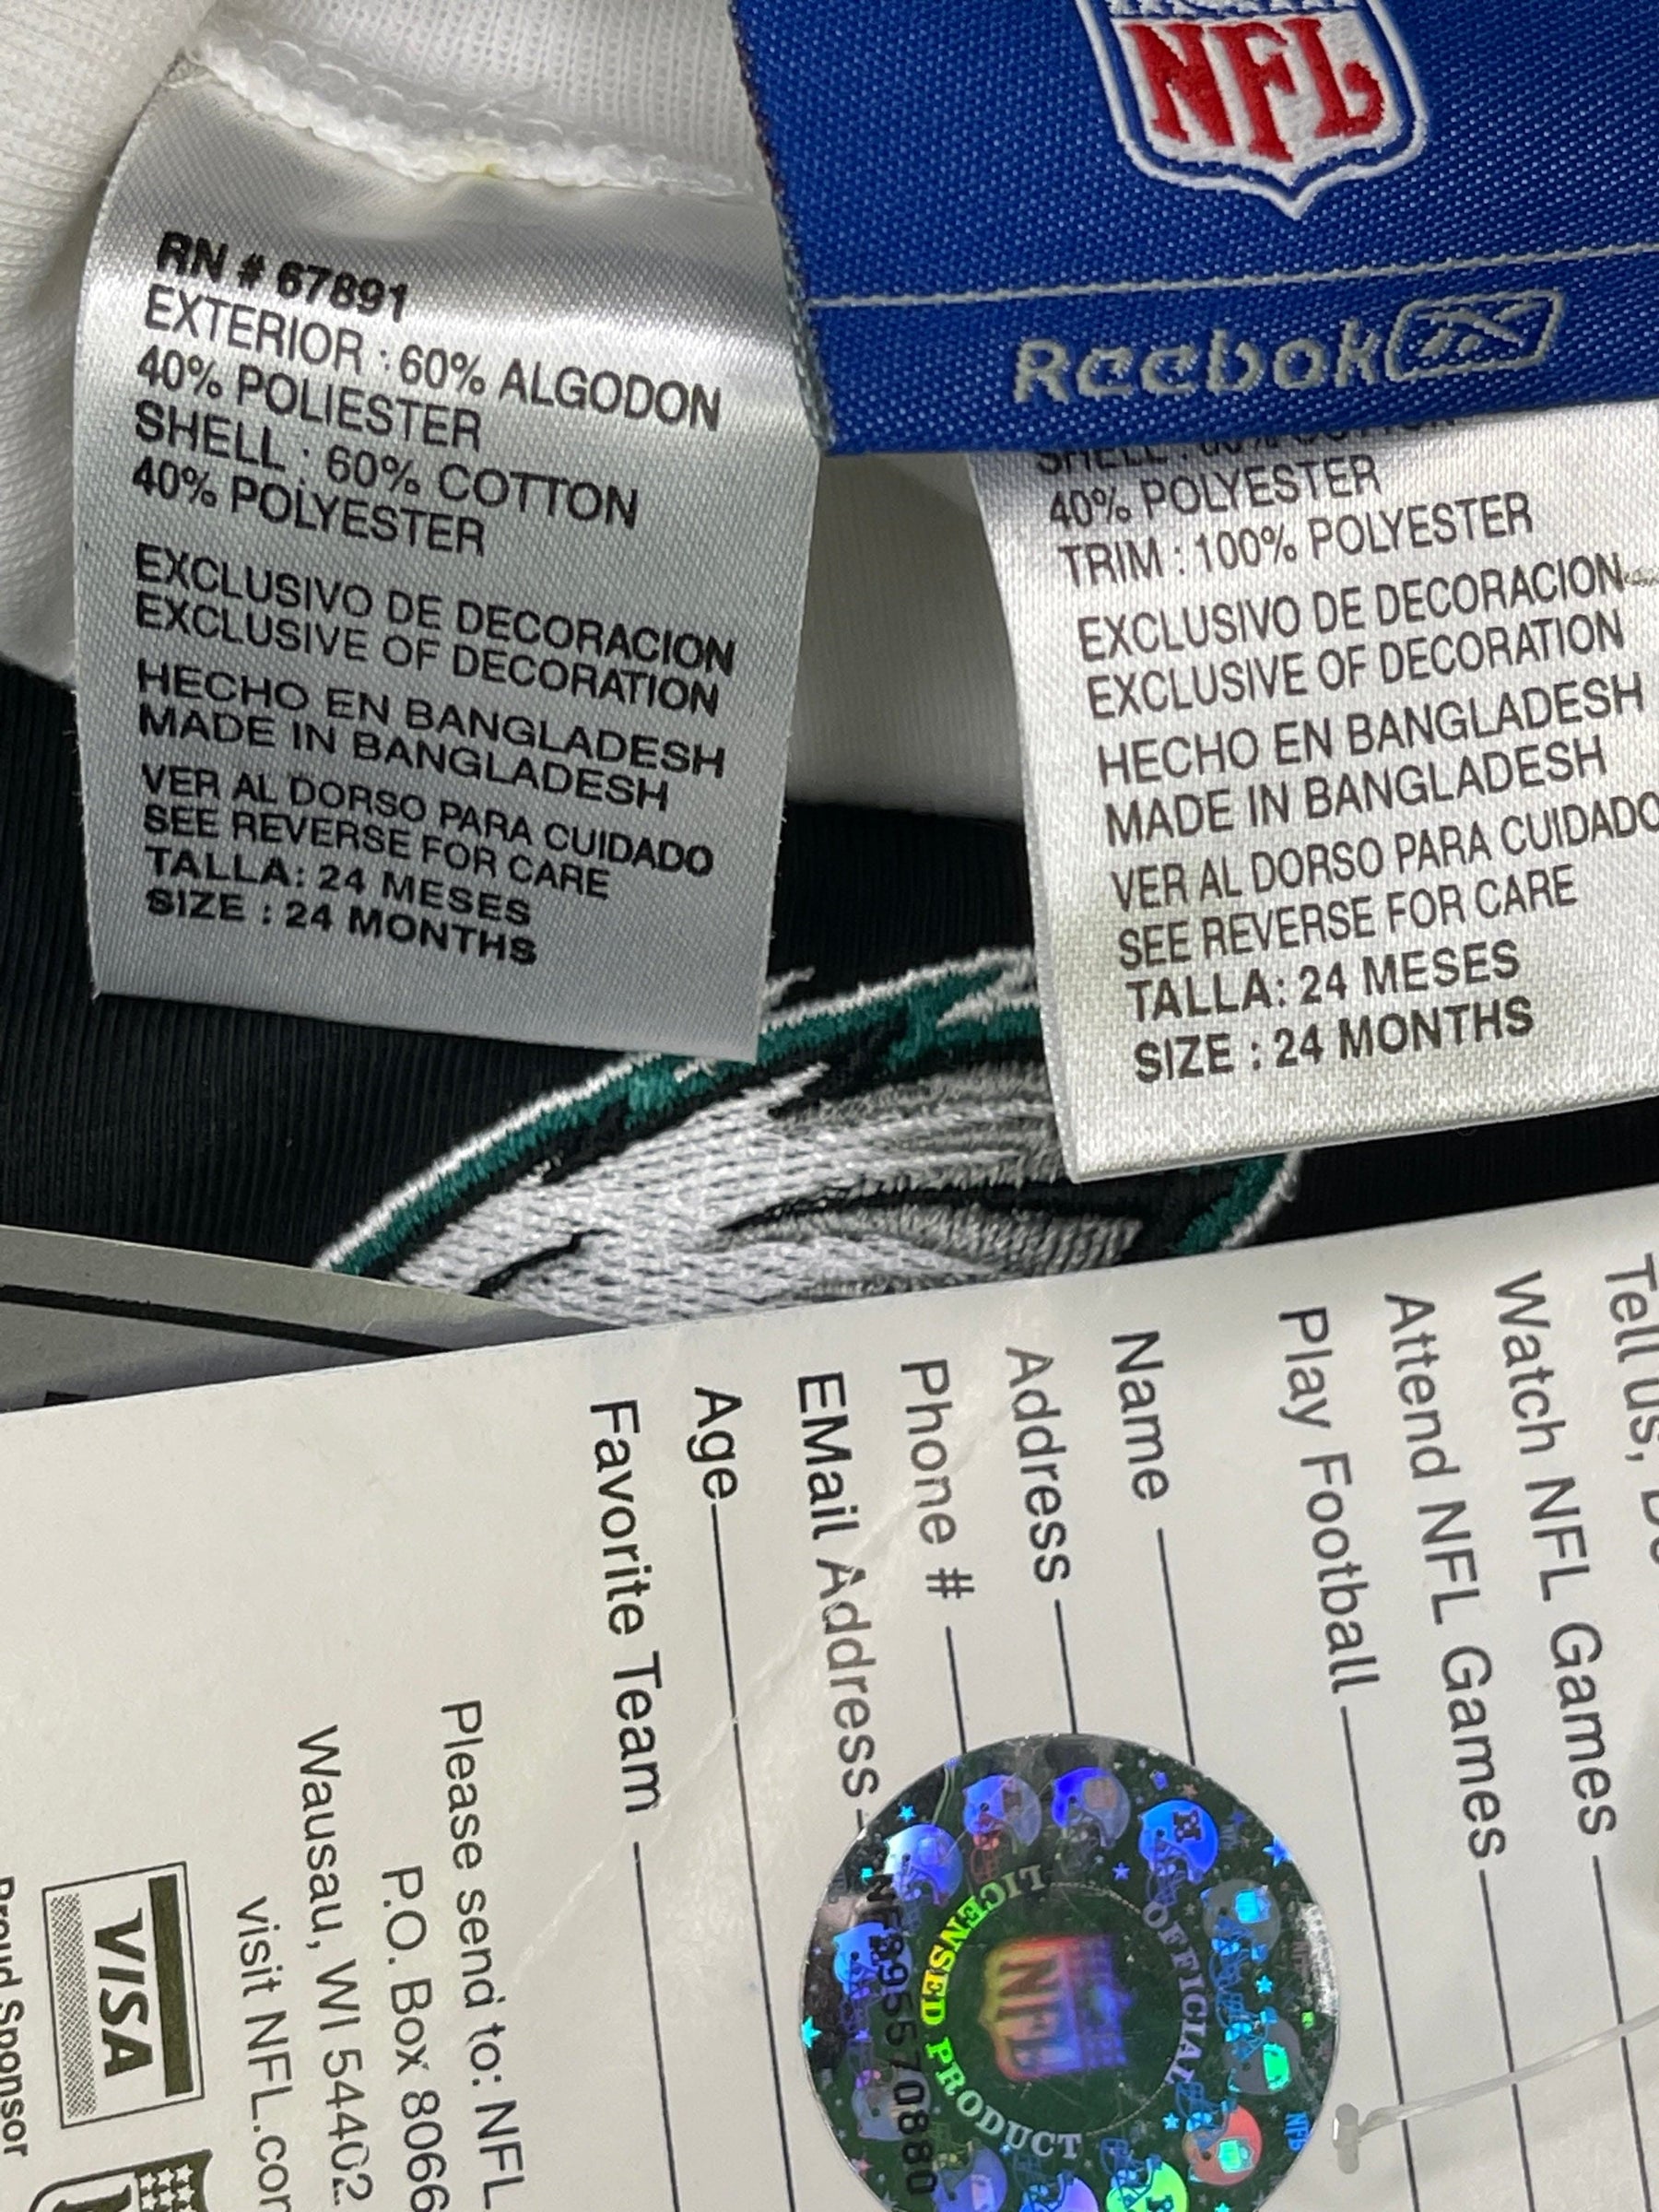 NFL
Reebok
RN # 67891
EXTERIOR : 60% ALGODON
40% POLIESTER
SHELL : 60% COTTON
40% POLYESTER
EXCLUSIVO DE DECORACION
EXCLUSIVE OF DECORATION
HECHO EN BANGLADESH
MADE IN BANGLADESH
VER AL DORSO PARA CUIDADO
SEE REVERSE FOR CARE
TALLA: 24 MESES
SIZE : 24 MONTHS
SHELL :
40% POLYESTER
TRIM : 100% POLYESTER
EXCLUSIVO DE DECORACION
EXCLUSIVE OF DECORATION
HECHO EN BANGLADESH
MADE IN BANGLADESH
VER AL DORSO PARA CUIDADO
SEE REVERSE FOR CARE
TALLA: 24 MESES
SIZE : 24 MONTHS
Tell us,
Watch NFL Games
Attend NFL Games
Play Football
Name
Address
Phone #
EMail Address
Age
Favorite Team
Please send to: NFL
P.O. Box 8066
Wausau, WI 54402
visit NFL.com
VISA
Proud Sponsor
OFFICIAL
LICENSED PRODUCT
NFL